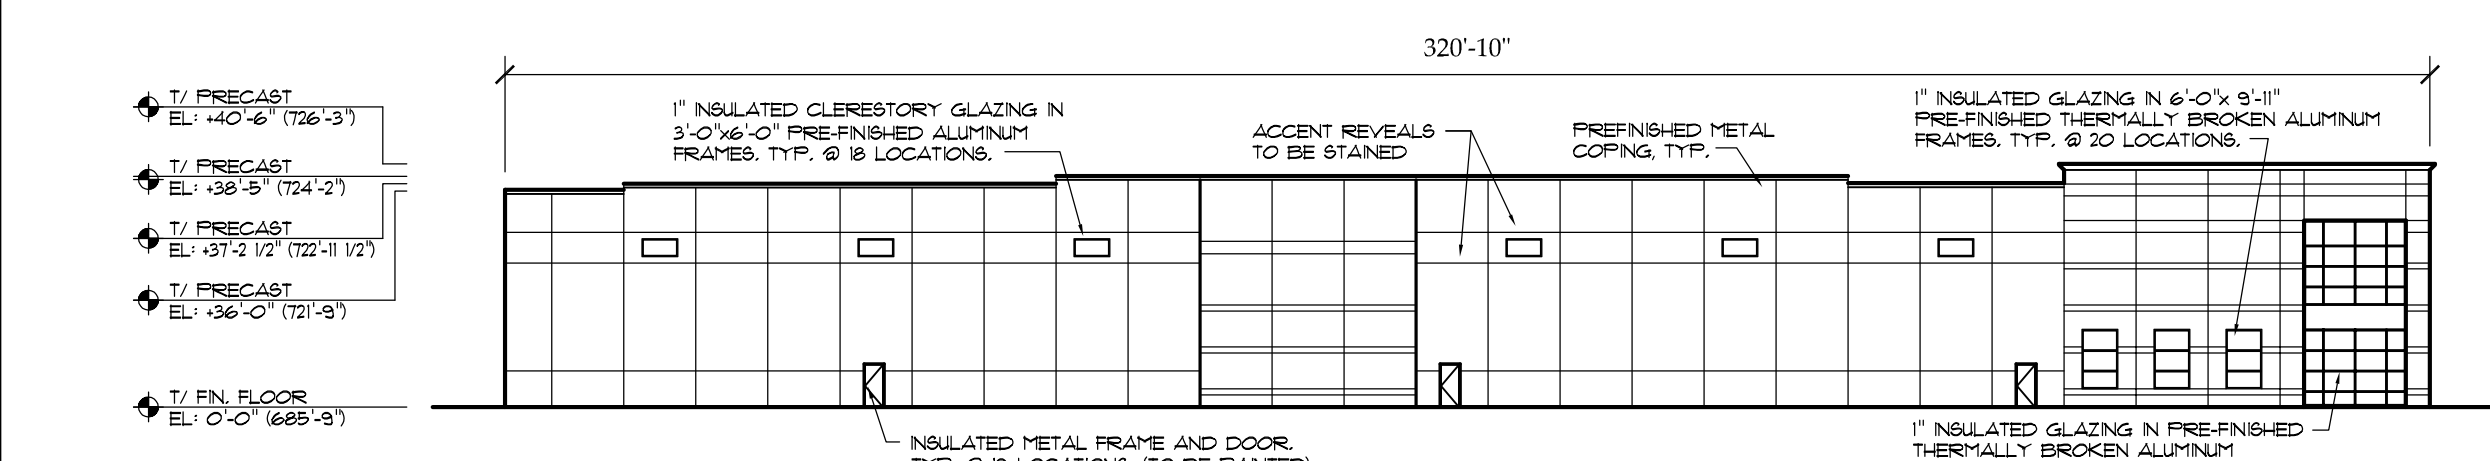 320'-10"
T/ PRECAST
EL: +40'-6" (726'-3")
T/ PRECAST
EL: +38'-5" (724'-2")
T/ PRECAST
EL: +37'-2 1/2" (722'-11 1/2")
T/ PRECAST
EL: +36'-0" (721'-9")
T/ FIN. FLOOR
EL: 0'-0" (685'-9")
1" INSULATED CLERESTORY GLAZING IN
3'-0"x6'-0" PRE-FINISHED ALUMINUM
FRAMES. TYP. @ 18 LOCATIONS.
ACCENT REVEALS
TO BE STAINED
PREFINISHED METAL
COPING, TYP.
1" INSULATED GLAZING IN 6'-0"x 9'-11"
PRE-FINISHED THERMALLY BROKEN ALUMINUM
FRAMES. TYP. @ 20 LOCATIONS.
INSULATED METAL FRAME AND DOOR.
LOCATIONS. (TO BE PAINTED)
1" INSULATED GLAZING IN PRE-FINISHED
THERMALLY BROKEN ALUMINUM